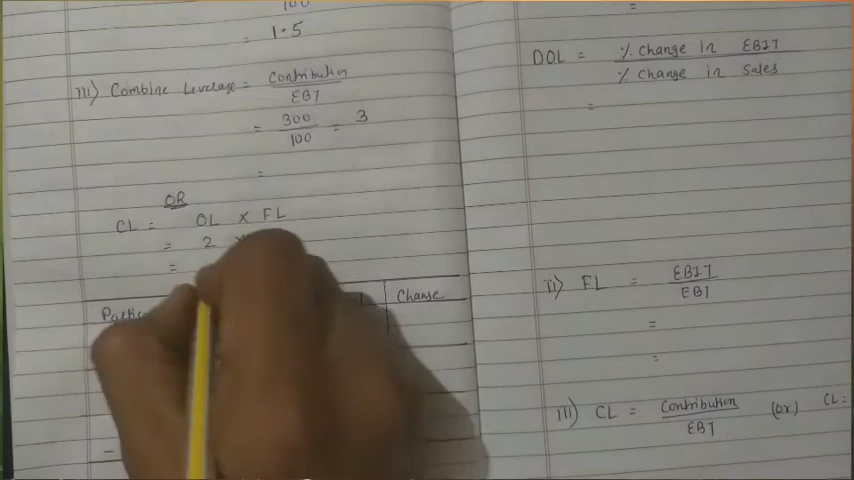 100
= 1.5
III) Combine Leverage = Contribution
EBT
= 300 = 3
100
=
OR
CL = OL × FL
= 2 ×
=
Change
=
DOL = % Change in EBIT
% Change in Sales
=
II) FL = EBIT
EBT
=
=
III) CL = Contribution (or) CL =
EBT